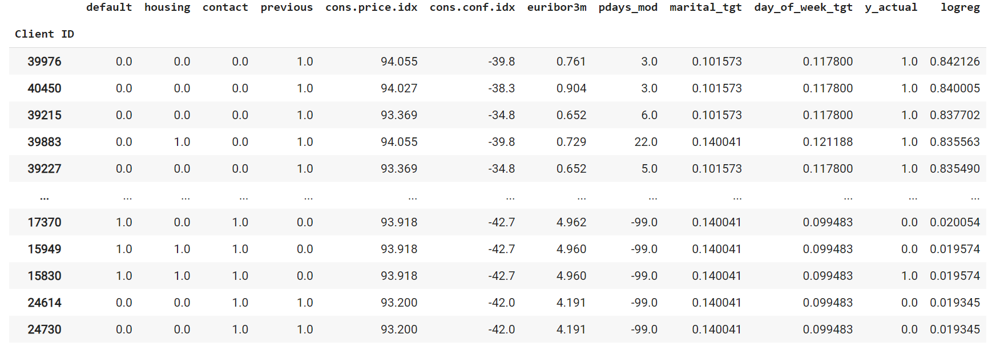 default housing contact previous cons.price.idx cons.conf.idx euribor3m pdays_mod marital_tgt day_of_week_tgt y_actual logreg
Client ID
39976 0.0 0.0 0.0 1.0 94.055 -39.8 0.761 3.0 0.101573 0.117800 1.0 0.842126
40450 0.0 0.0 0.0 1.0 94.027 -38.3 0.904 3.0 0.101573 0.117800 1.0 0.840005
39215 0.0 0.0 0.0 1.0 93.369 -34.8 0.652 6.0 0.101573 0.117800 1.0 0.837702
39883 0.0 1.0 0.0 1.0 94.055 -39.8 0.729 22.0 0.140041 0.121188 1.0 0.835563
39227 0.0 0.0 0.0 1.0 93.369 -34.8 0.652 5.0 0.101573 0.117800 1.0 0.835490
... ... ... ... ... ... ... ... ... ... ... ... ...
17370 1.0 0.0 1.0 0.0 93.918 -42.7 4.962 -99.0 0.140041 0.099483 0.0 0.020054
15949 1.0 1.0 1.0 0.0 93.918 -42.7 4.960 -99.0 0.140041 0.099483 0.0 0.019574
15830 1.0 1.0 1.0 0.0 93.918 -42.7 4.960 -99.0 0.140041 0.099483 1.0 0.019574
24614 0.0 0.0 1.0 1.0 93.200 -42.0 4.191 -99.0 0.140041 0.099483 0.0 0.019345
24730 0.0 0.0 1.0 1.0 93.200 -42.0 4.191 -99.0 0.140041 0.099483 0.0 0.019345